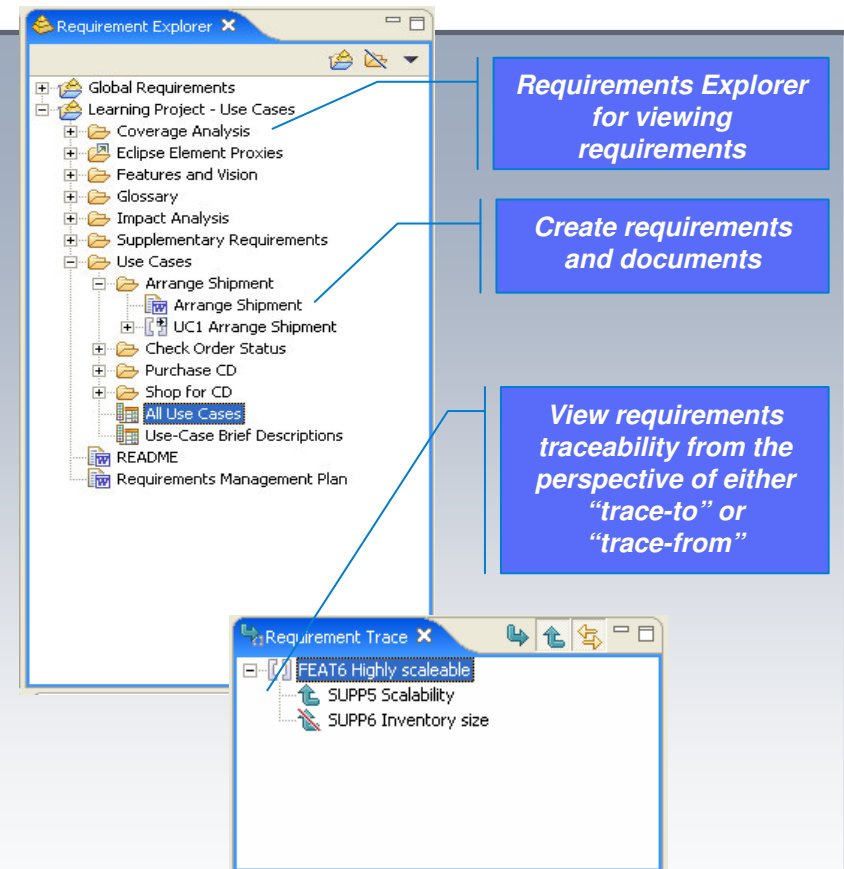 Requirement Explorer
Global Requirements
Learning Project - Use Cases
Coverage Analysis
Eclipse Element Proxies
Features and Vision
Glossary
Impact Analysis
Supplementary Requirements
Use Cases
Arrange Shipment
Arrange Shipment
UC1 Arrange Shipment
Check Order Status
Purchase CD
Shop for CD
All Use Cases
Use-Case Brief Descriptions
README
Requirements Management Plan
Requirements Explorer
for viewing
requirements
Create requirements
and documents
View requirements
traceability from the
perspective of either
“trace-to” or
“trace-from”
Requirement Trace
FEAT6 Highly scaleable
SUPP5 Scalability
SUPP6 Inventory size